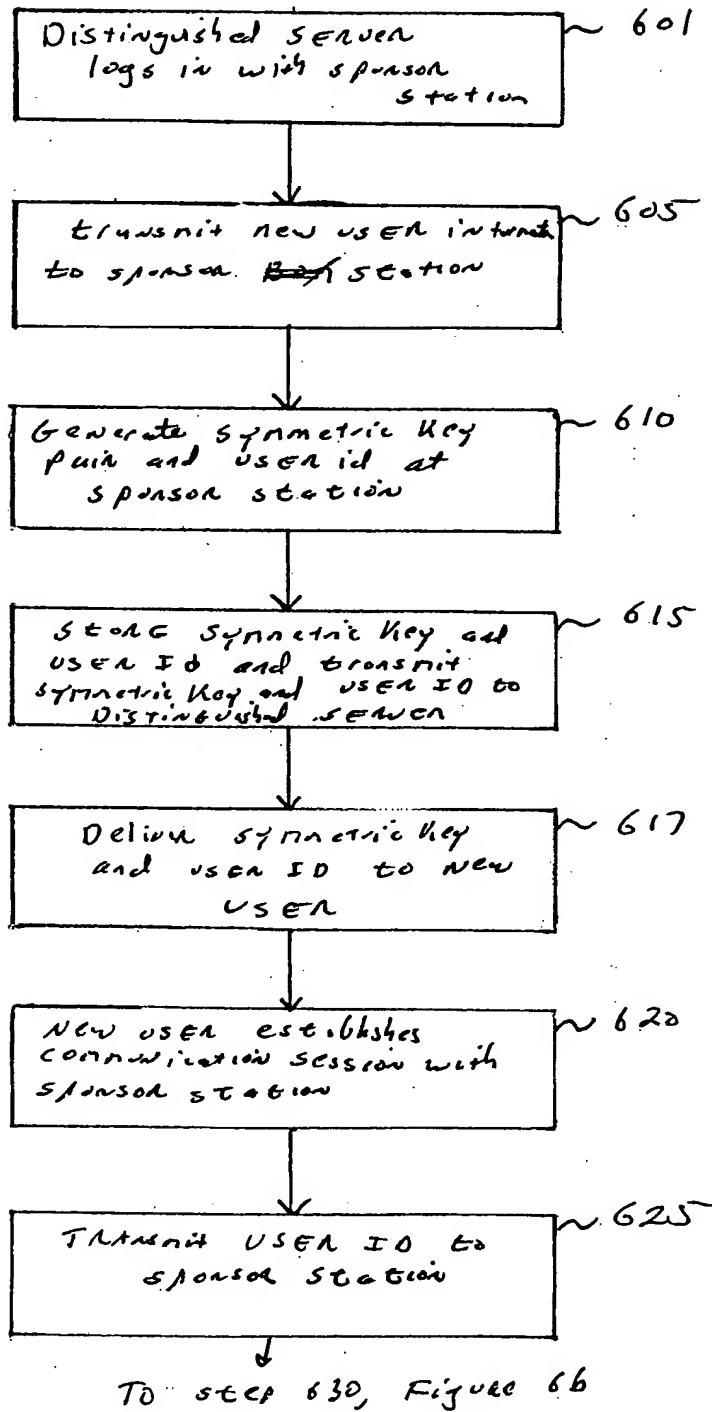 Distinguished server
logs in with sponsor
station
601
transmit new user
to sponsor station
605
Generate symmetric key
pair and user id at
sponsor station
610
store symmetric key and
user Id and transmit
symmetric key and user ID to
Distinguished server
615
Deliver symmetric key
and user ID to new
user
617
New user establishes
communication session with
sponsor station
620
Transmit user ID to
sponsor station
625
To step 630, Figure 6b